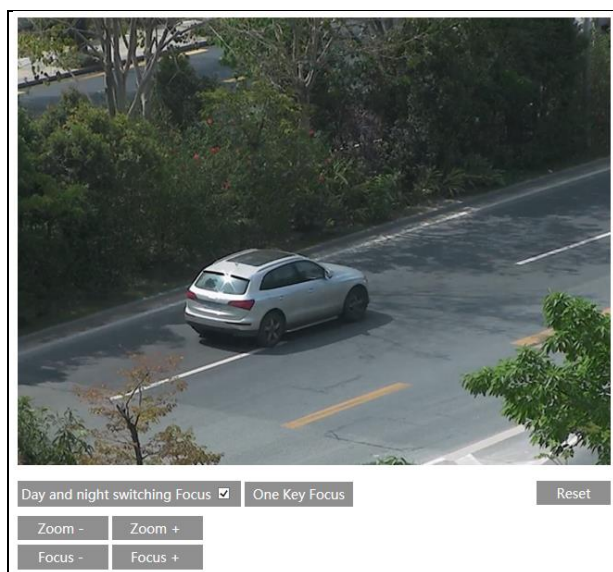 Day and night switching Focus One Key Focus Reset
Zoom - Zoom +
Focus - Focus +